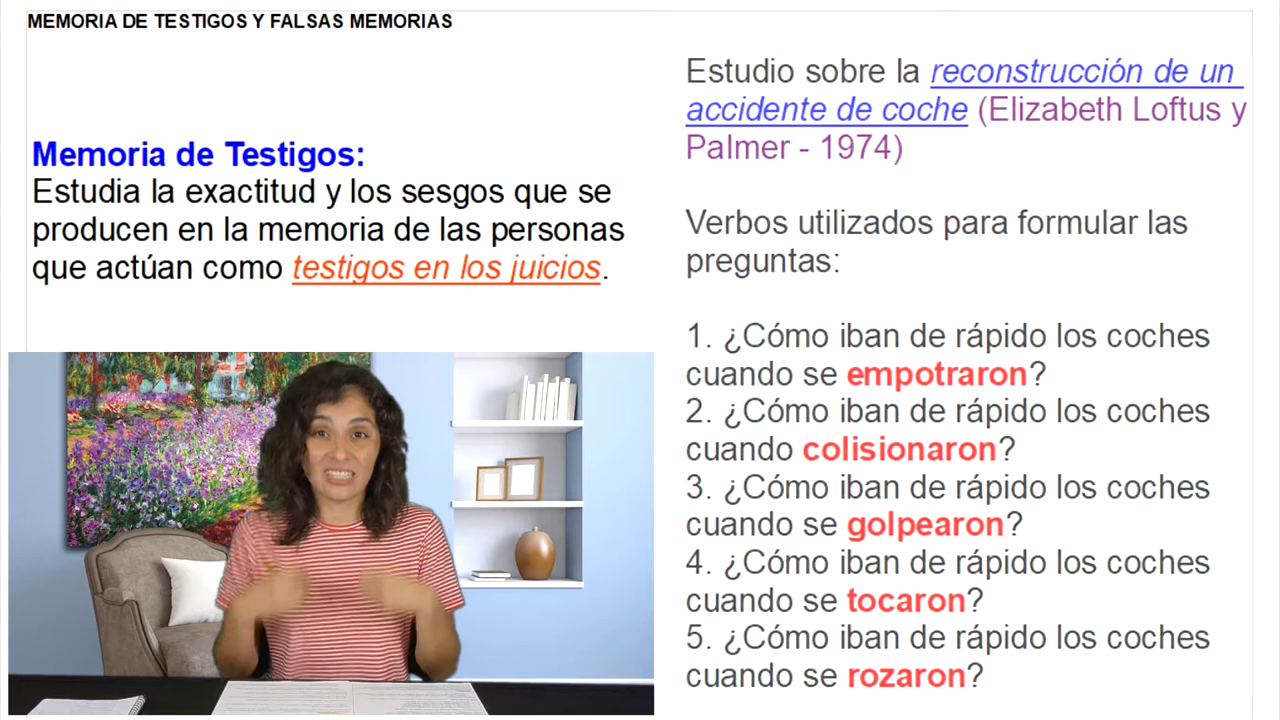 MEMORIA DE TESTIGOS Y FALSAS MEMORIAS
Memoria de Testigos:
Estudia la exactitud y los sesgos que se
producen en la memoria de las personas
que actúan como testigos en los juicios.
Estudio sobre la reconstrucción de un
accidente de coche (Elizabeth Loftus y
Palmer - 1974)
Verbos utilizados para formular las
preguntas:
1. ¿Cómo iban de rápido los coches
cuando se empotraron?
2. ¿Cómo iban de rápido los coches
cuando colisionaron?
3. ¿Cómo iban de rápido los coches
cuando se golpearon?
4. ¿Cómo iban de rápido los coches
cuando se tocaron?
5. ¿Cómo iban de rápido los coches
cuando se rozaron?